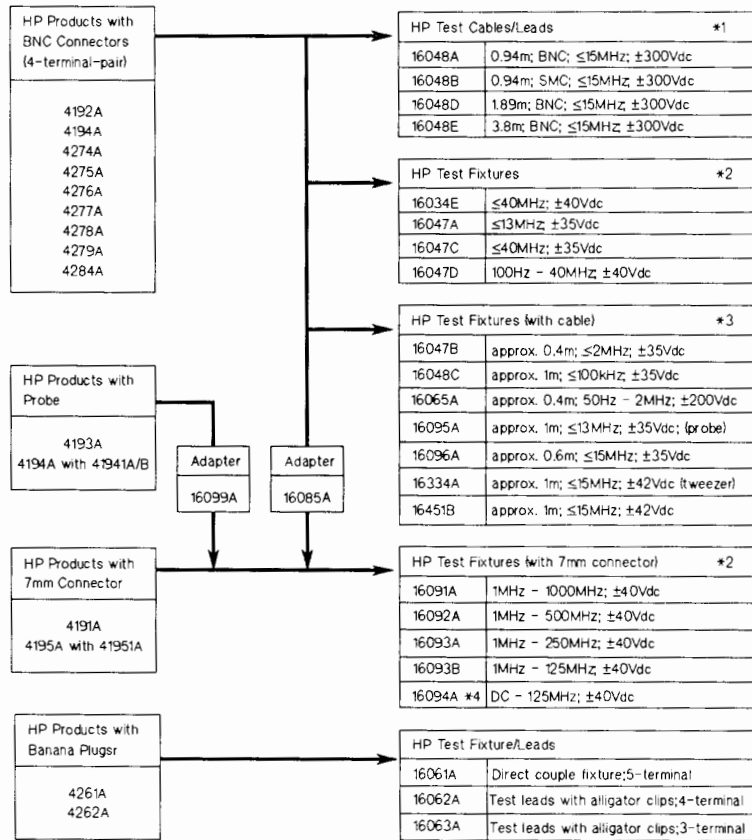 HP Products with
BNC Connectors
(4-terminal-pair)
4192A
4194A
4274A
4275A
4276A
4277A
4278A
4279A
4284A
HP Products with
Probe
4193A
4194A with 41941A/B
Adapter
16099A
Adapter
16085A
HP Products with
7mm Connector
4191A
4195A with 41951A
HP Products with
Banana Plugsr
4261A
4262A
HP Test Cables/Leads *1
16048A 0.94m; BNC; ≤15MHz; ±300Vdc
16048B 0.94m; SMC; ≤15MHz; ±300Vdc
16048D 1.89m; BNC; ≤15MHz; ±300Vdc
16048E 3.8m; BNC; ≤15MHz; ±300Vdc
HP Test Fixtures *2
16034E ≤40MHz; ±40Vdc
16047A ≤13MHz; ±35Vdc
16047C ≤40MHz; ±35Vdc
16047D 100Hz - 40MHz; ±40Vdc
HP Test Fixtures (with cable) *3
16047B approx. 0.4m; ≤2MHz; ±35Vdc
16048C approx. 1m; ≤100kHz; ±35Vdc
16065A approx. 0.4m; 50Hz - 2MHz; ±200Vdc
16095A approx. 1m; ≤13MHz; ±35Vdc; (probe)
16096A approx. 0.6m; ≤15MHz; ±35Vdc
16334A approx. 1m; ≤15MHz; ±42Vdc (tweezer)
16451B approx. 1m; ≤15MHz; ±42Vdc
HP Test Fixtures (with 7mm connector) *2
16091A 1MHz - 1000MHz; ±40Vdc
16092A 1MHz - 500MHz; ±40Vdc
16093A 1MHz - 250MHz; ±40Vdc
16093B 1MHz - 125MHz; ±40Vdc
16094A *4 DC - 125MHz; ±40Vdc
HP Test Fixture/Leads
16061A Direct couple fixture;5-terminal
16062A Test leads with alligator clips;4-terminal
16063A Test leads with alligator clips;3-terminal